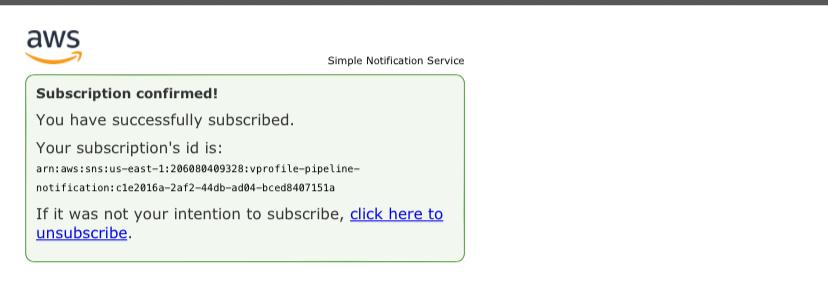 aws
Simple Notification Service
Subscription confirmed!
You have successfully subscribed.
Your subscription's id is:
arn:aws:sns:us-east-1:206080409328:vprofile-pipeline-
notification:c1e2016a-2af2-44db-ad04-bced8407151a
If it was not your intention to subscribe, click here to
unsubscribe.